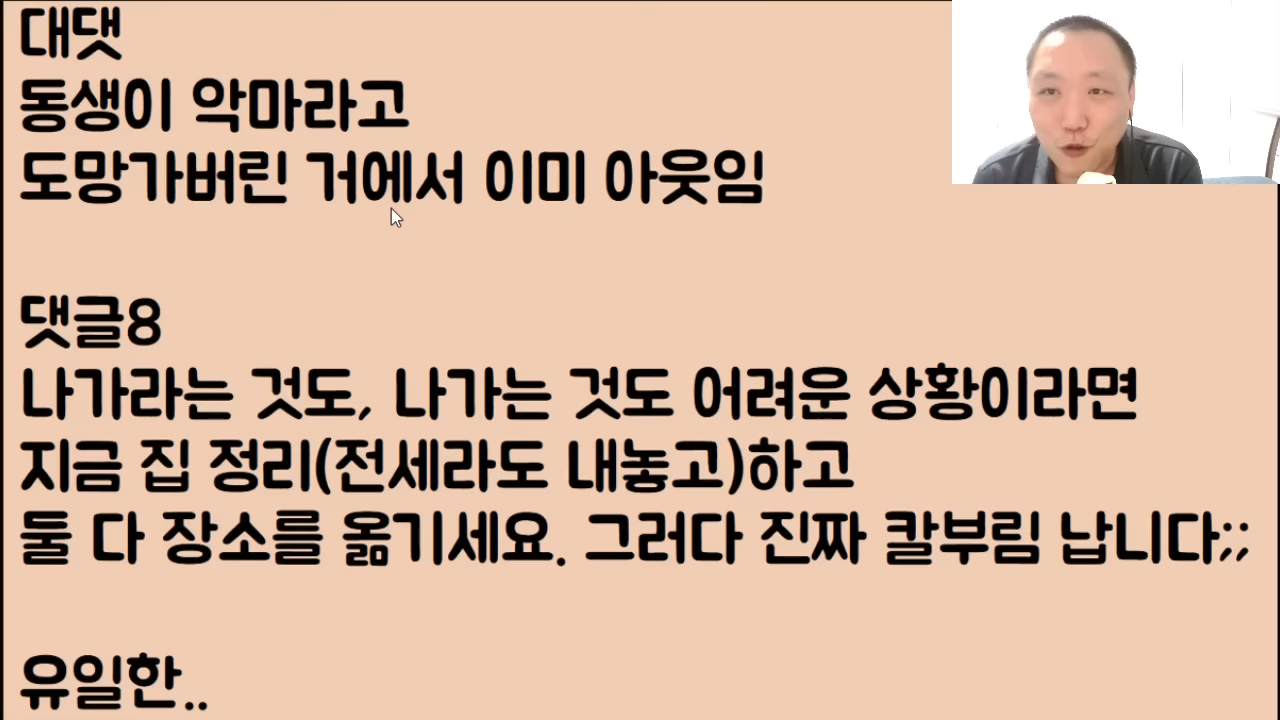 대댓
동생이 악마라고
도망가버린 거에서 이미 아웃임
댓글8
나가라는 것도, 나가는 것도 어려운 상황이라면
지금 집 정리(전세라도 내놓고)하고
둘 다 장소를 옮기세요. 그러다 진짜 칼부림 납니다;;
유일한..